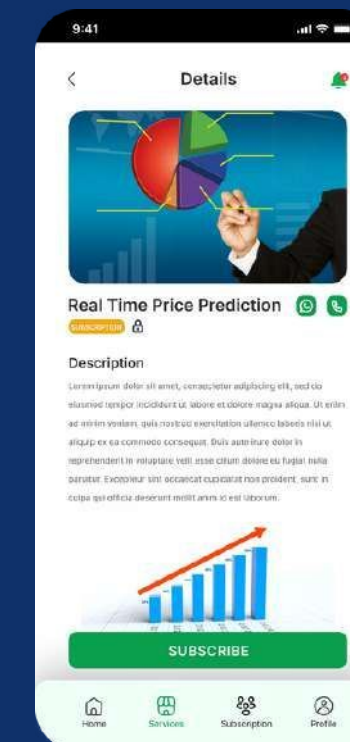 9:41
Details
Real Time Price Prediction
SUBSCRIPTION
Description
Lorem ipsum dolor sit amet, consectetur adipiscing elit, sed do
eiusmod tempor incididunt ut labore et dolore magna aliqua. Ut enim
ad minim veniam, quis nostrud exercitation ullamco laboris nisi ut
aliquip ex ea commodo consequat. Duis aute irure dolor in
reprehenderit in voluptate velit esse cillum dolore eu fugiat nulla
pariatur. Excepteur sint occaecat cupidatat non proident, sunt in
culpa qui officia deserunt mollit anim id est laborum.
SUBSCRIBE
Home
Services
Subscription
Profile